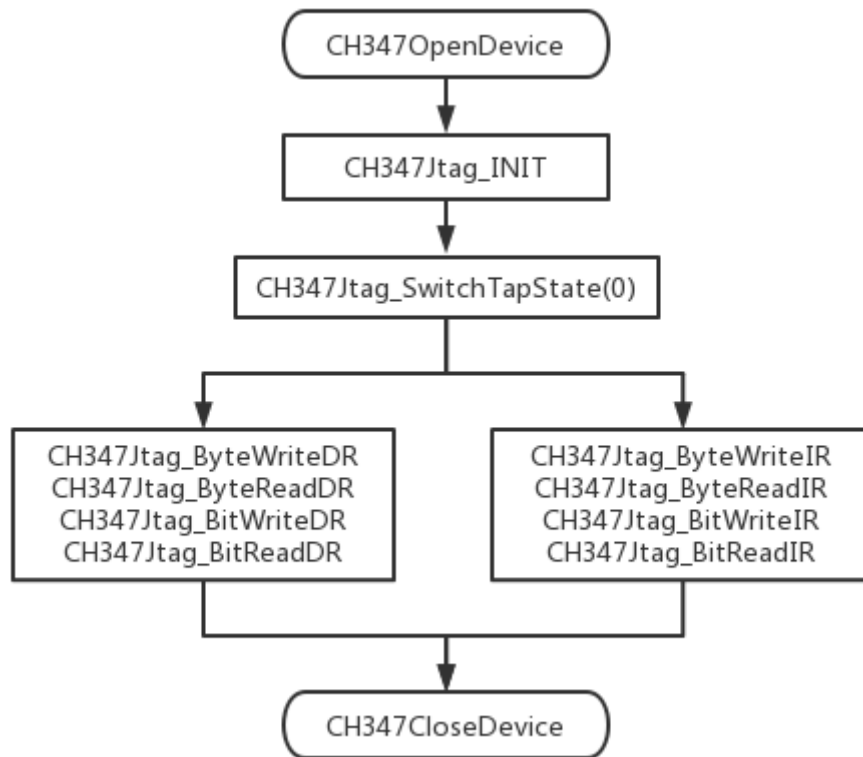 CH347OpenDevice
CH347Jtag_INIT
CH347Jtag_SwitchTapState(0)
CH347Jtag_ByteWriteDR
CH347Jtag_ByteReadDR
CH347Jtag_BitWriteDR
CH347Jtag_BitReadDR
CH347Jtag_ByteWriteIR
CH347Jtag_ByteReadIR
CH347Jtag_BitWriteIR
CH347Jtag_BitReadIR
CH347CloseDevice